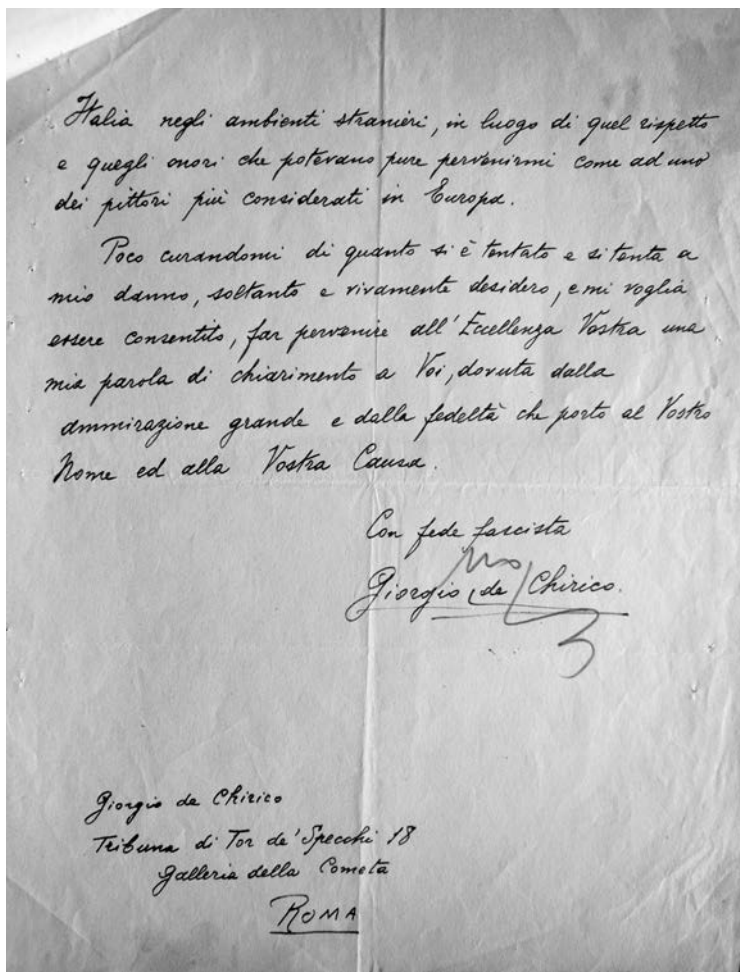 Italia negli ambienti stranieri, in luogo di quel rispetto
e quegli onori che potevano pure pervenirmi come ad uno
dei pittori più considerati in Europa.
Poco curandomi di quanto si è tentato e si tenta a
mio danno, soltanto e vivamente desidero, e mi voglia
essere consentito, far pervenire all'Eccellenza Vostra una
mia parola di chiarimento a Voi, dovuta dalla
ammirazione grande e dalla fedeltà che porto al Vostro
Nome ed alla Vostra Causa.
Con fede fascista
Giorgio de Chirico.
Giorgio de Chirico
Tribuna di Tor de' Specchi 18
Galleria della Cometa
ROMA